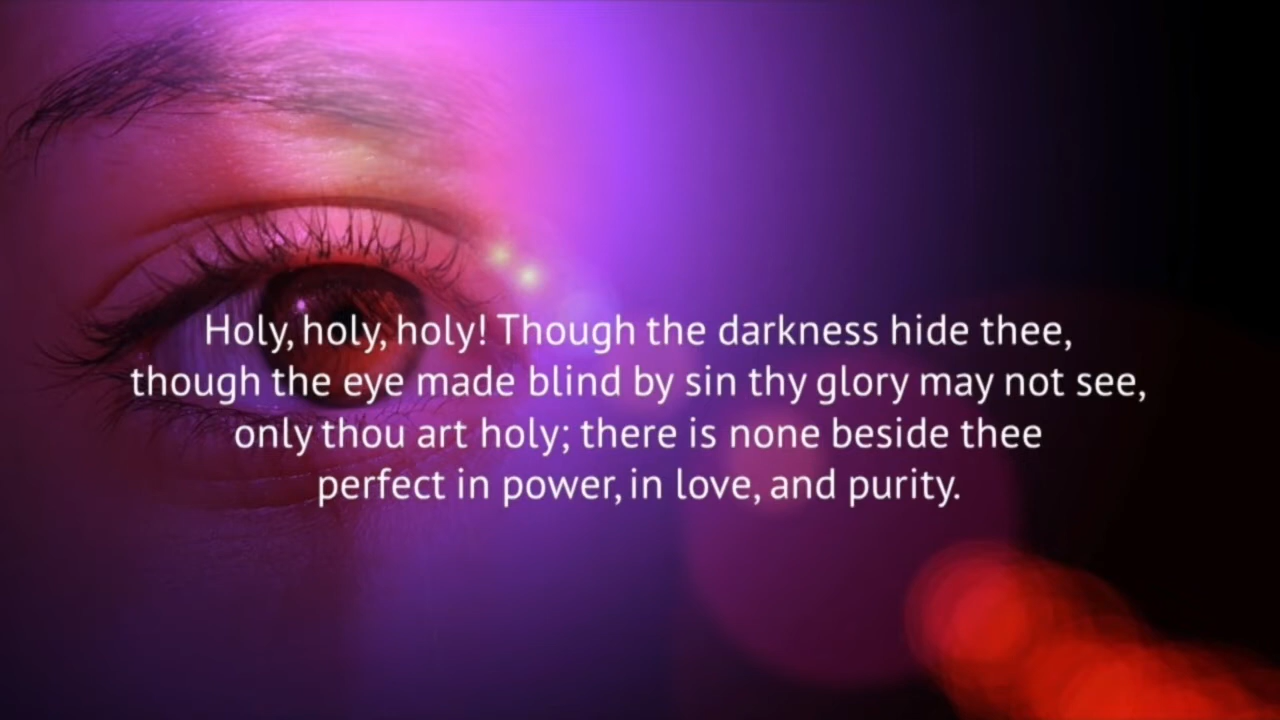 Holy, holy, holy! Though the darkness hide thee,
though the eye made blind by sin thy glory may not see,
only thou art holy; there is none beside thee
perfect in power, in love, and purity.